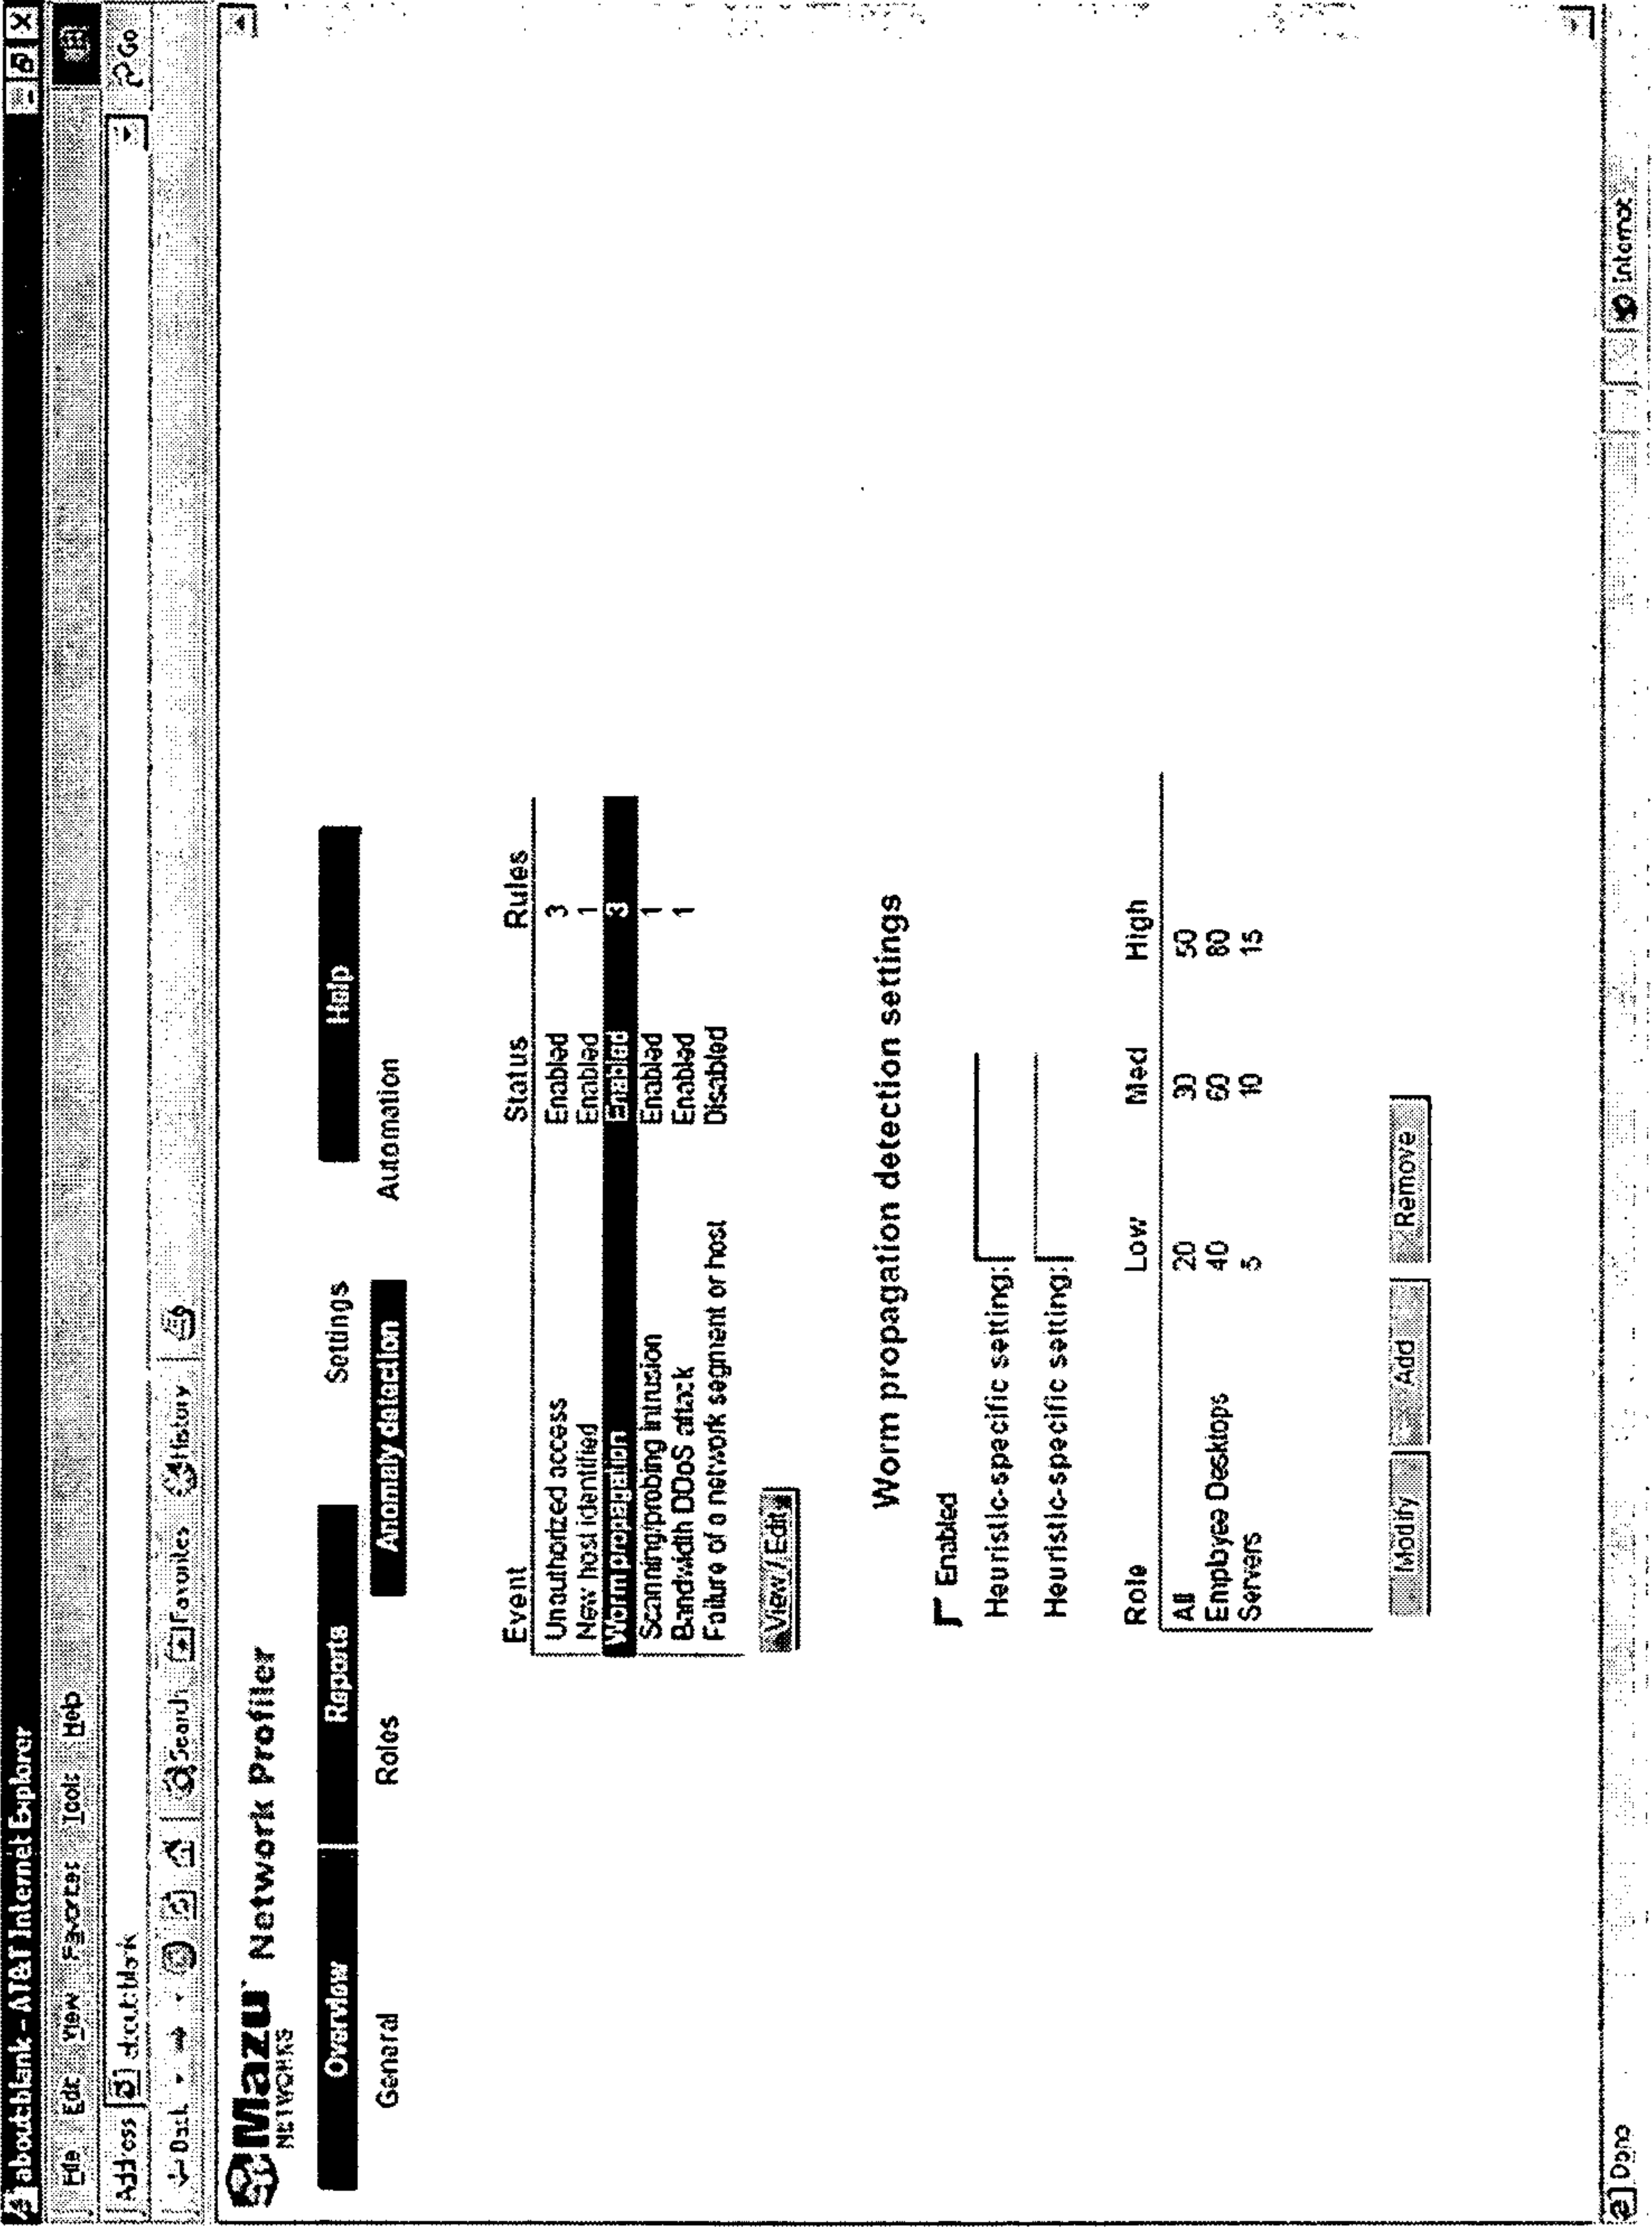 about:blank - AT&T Internet Explorer
File Edit View Favorites Tools Help
Address about:blank Go
Back Search Favorites History
Mazu Network Profiler
NETWORKS
Overview Reports Settings Help
General Roles Anomaly detection Automation
Event Status Rules
Unauthorized access Enabled 3
New host identified Enabled 1
Worm propagation Enabled 3
Scanning/probing intrusion Enabled 1
Bandwidth DDoS attack Enabled 1
Failure of a network segment or host Disabled
View / Edit
Worm propagation detection settings
Enabled
Heuristic-specific setting:
Heuristic-specific setting:
Role Low Med High
All 20 30 50
Employee Desktops 40 60 80
Servers 5 10 15
Modify Add Remove
Done Internet